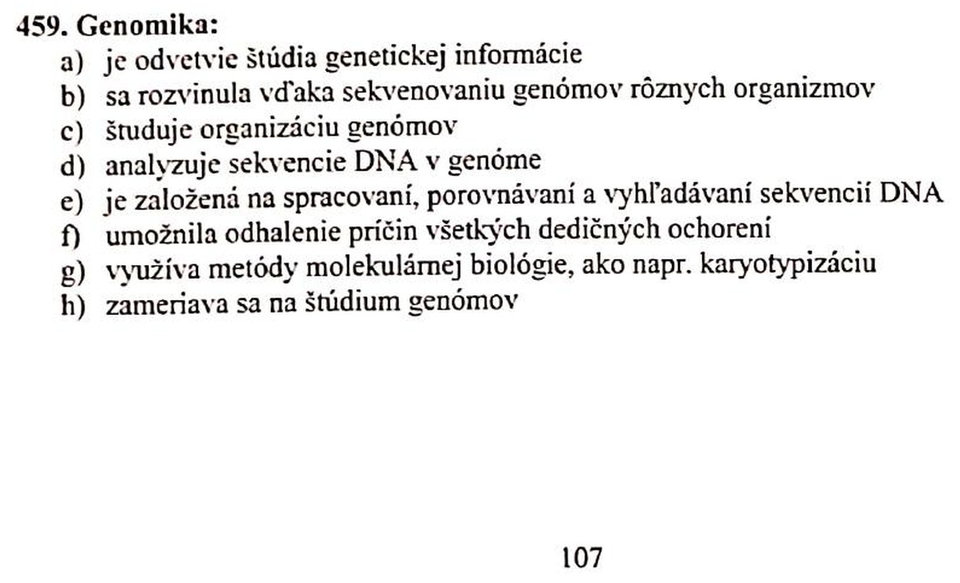 459. Genomika:
a) je odvetvie štúdia genetickej informácie
b) sa rozvinula vďaka sekvenovaniu genómov rôznych organizmov
c) študuje organizáciu genómov
d) analyzuje sekvencie DNA v genóme
e) je založená na spracovaní, porovnávaní a vyhľadávaní sekvencií DNA
f) umožnila odhalenie príčin všetkých dedičných ochorení
g) využíva metódy molekulárnej biológie, ako napr. karyotypizáciu
h) zameriava sa na štúdium genómov
107